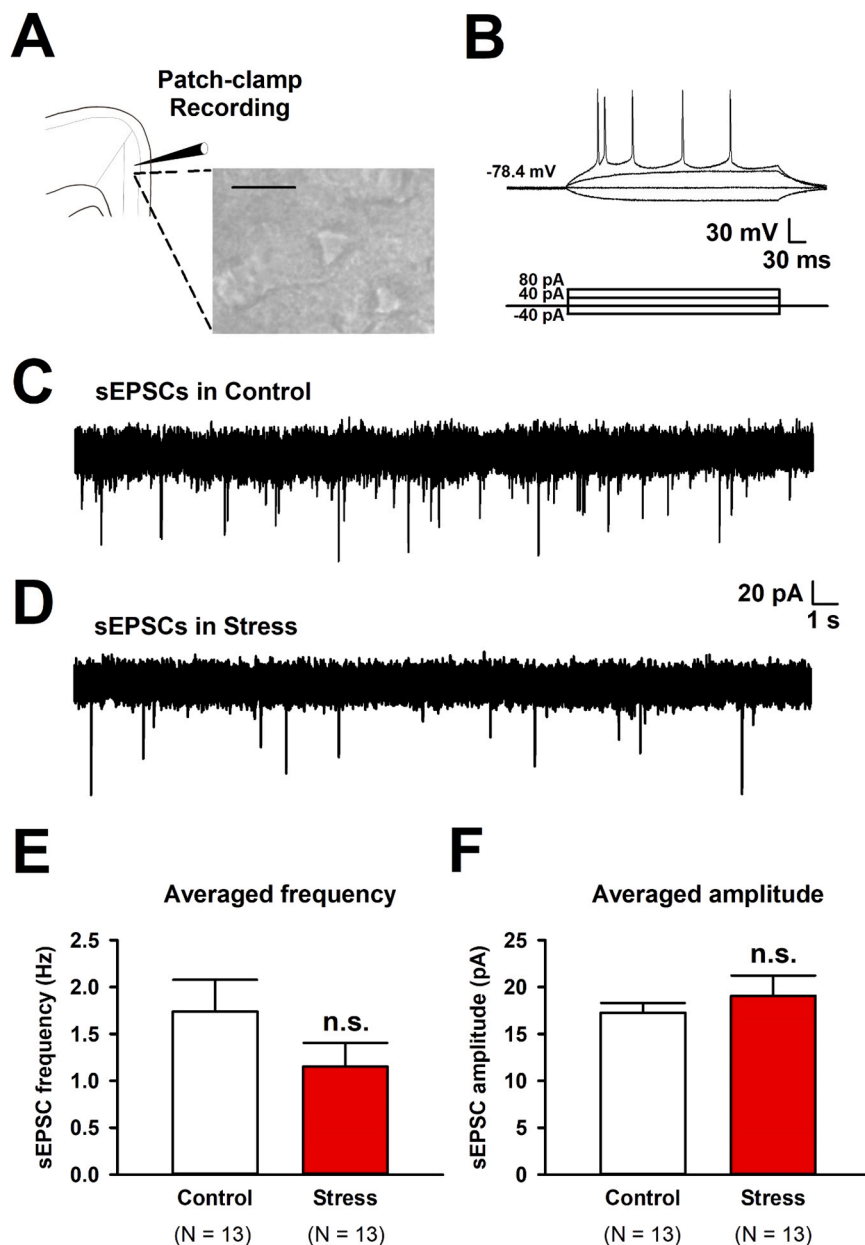 A
Patch-clamp
Recording
B
-78.4 mV
30 mV
30 ms
80 pA
40 pA
-40 pA
C
sEPSCs in Control
D
20 pA
1 s
sEPSCs in Stress
E
Averaged frequency
sEPSC frequency (Hz)
2.5
2.0
1.5
1.0
0.5
0.0
n.s.
Control
Stress
(N = 13)
(N = 13)
F
Averaged amplitude
sEPSC amplitude (pA)
25
20
15
10
5
0
n.s.
Control
Stress
(N = 13)
(N = 13)